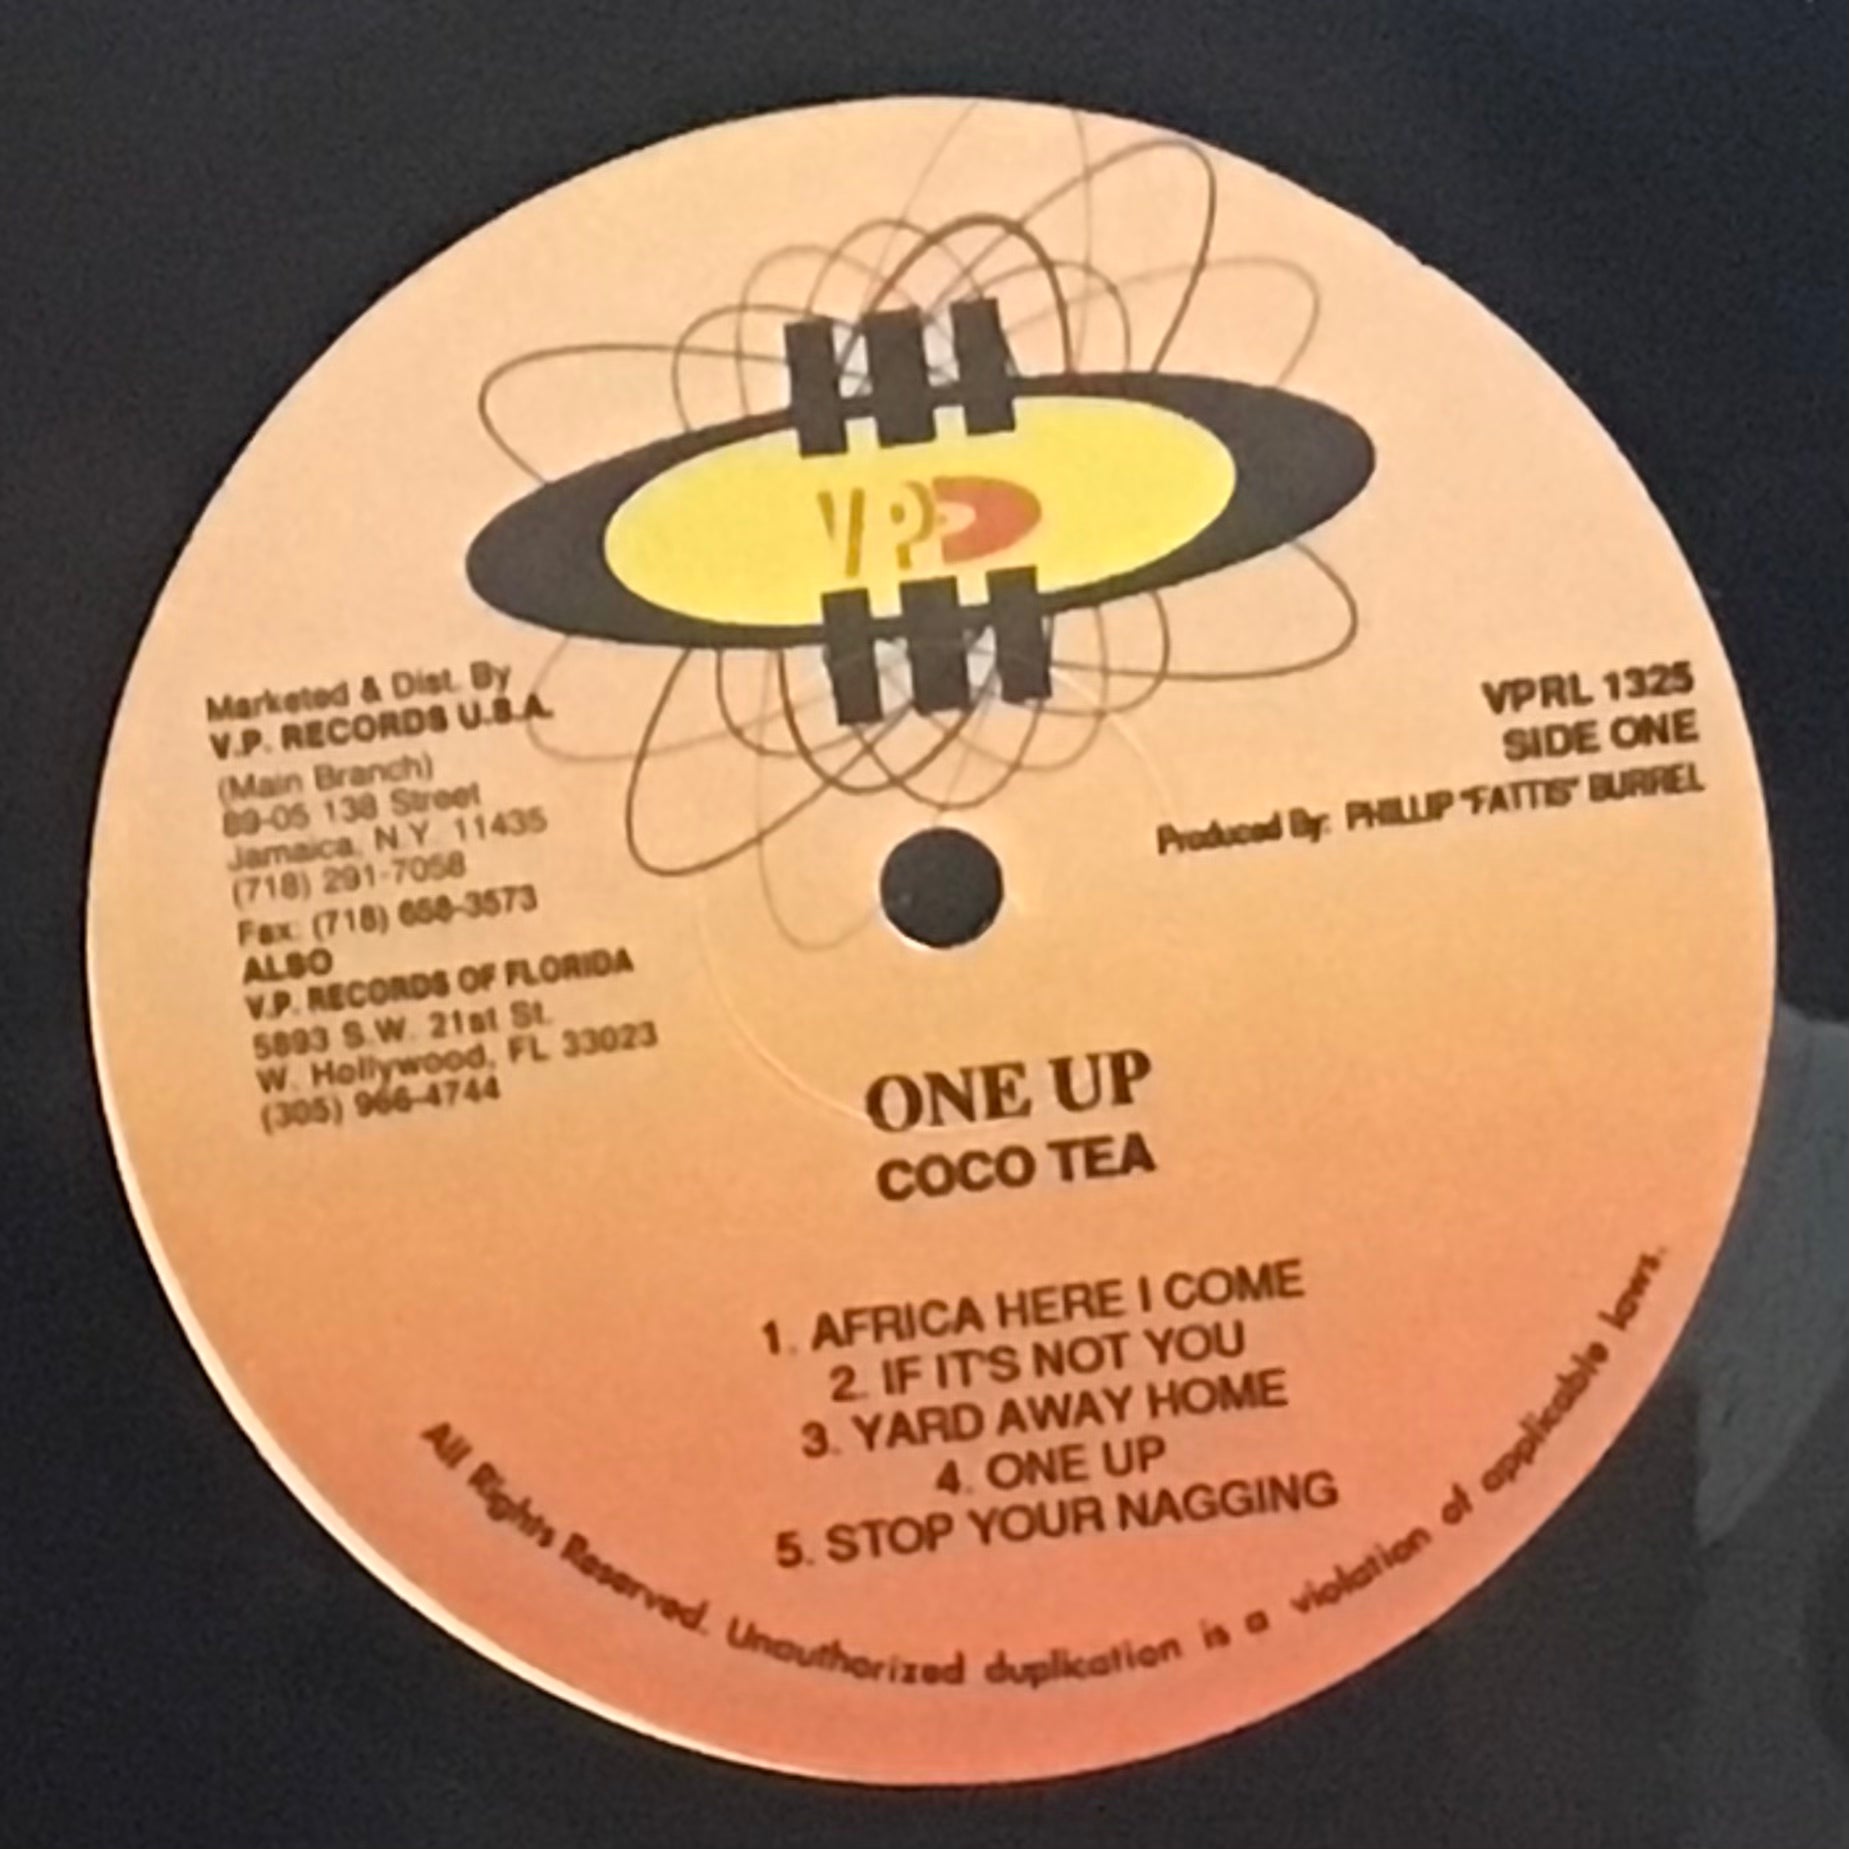 VP
Marketed & Dist. By
V.P. RECORDS U.S.A.
(Main Branch)
89-05 138 Street
Jamaica, N.Y. 11435
(718) 291-7058
Fax: (718) 658-3573
ALSO
V.P. RECORDS OF FLORIDA
5893 S.W. 21st St.
W. Hollywood, FL 33023
(305) 966-4744
VPRL 1325
SIDE ONE
Produced By: PHILLIP "FATTIS" BURREL
ONE UP
COCO TEA
1. AFRICA HERE I COME
2. IF IT'S NOT YOU
3. YARD AWAY HOME
4. ONE UP
5. STOP YOUR NAGGING
All Rights Reserved. Unauthorized duplication is a violation of applicable laws.